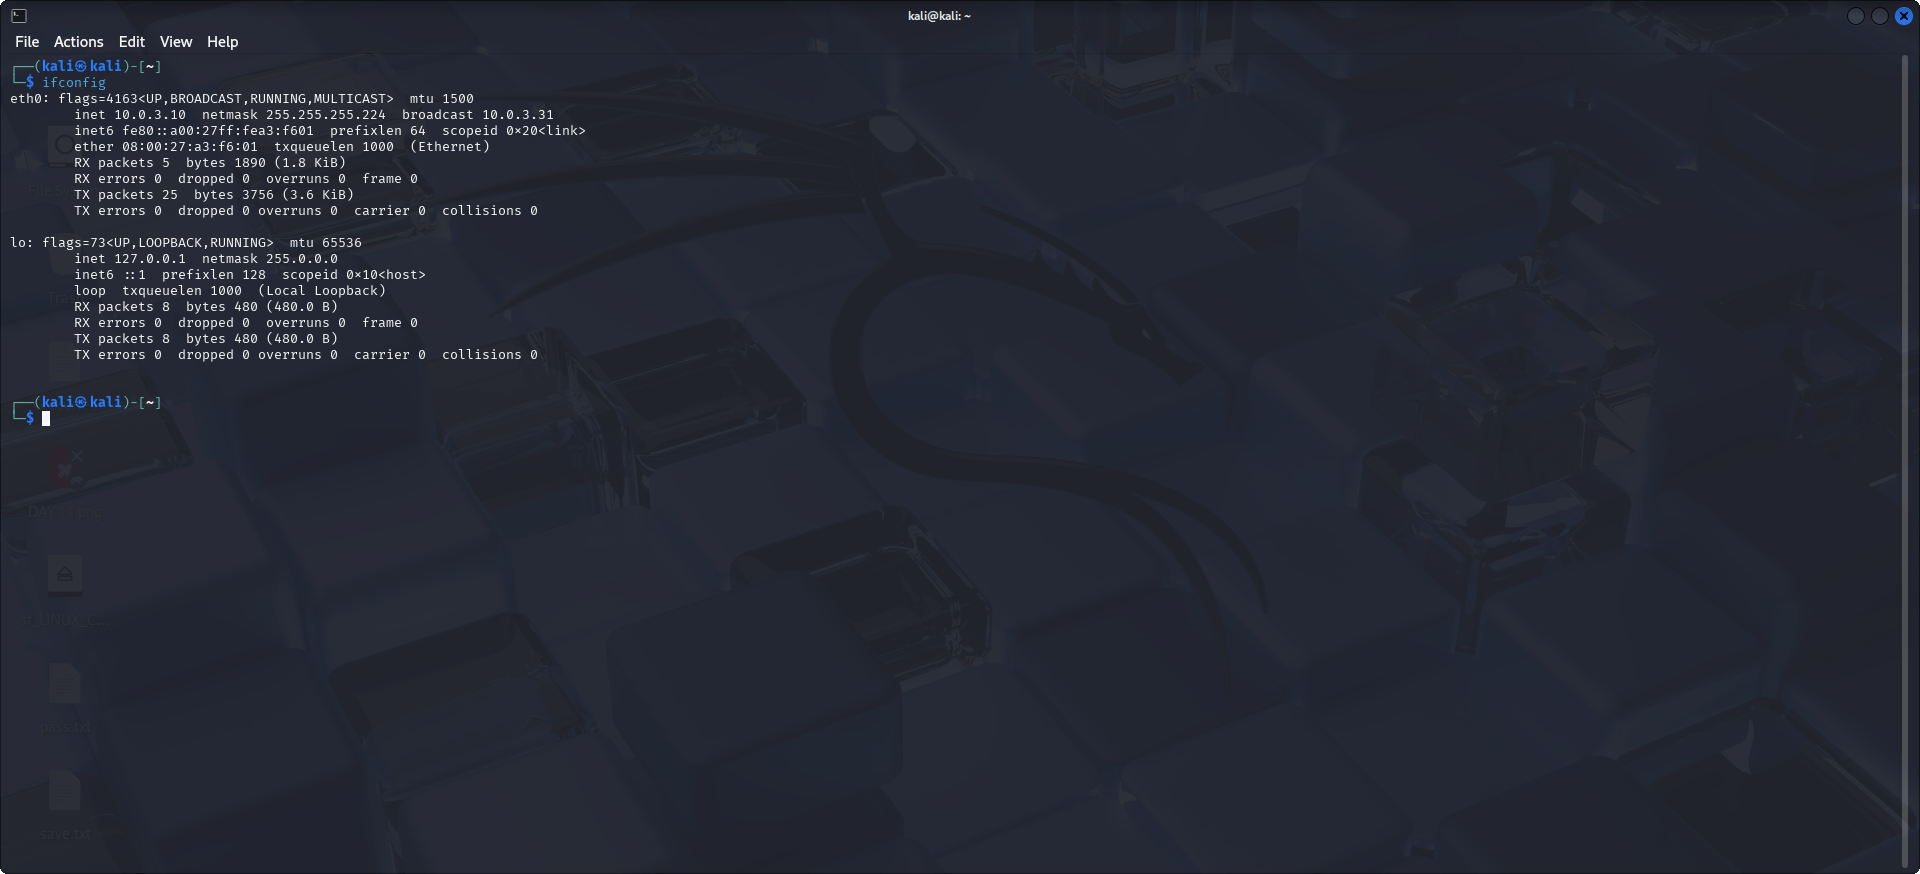 kali@kali: ~
File Actions Edit View Help
┌──(kali㉿kali)-[~]
└─$ ifconfig
eth0: flags=4163<UP,BROADCAST,RUNNING,MULTICAST>  mtu 1500
        inet 10.0.3.10  netmask 255.255.255.224  broadcast 10.0.3.31
        inet6 fe80::a00:27ff:fea3:f601  prefixlen 64  scopeid 0x20<link>
        ether 08:00:27:a3:f6:01  txqueuelen 1000  (Ethernet)
        RX packets 5  bytes 1890 (1.8 KiB)
        RX errors 0  dropped 0  overruns 0  frame 0
        TX packets 25  bytes 3756 (3.6 KiB)
        TX errors 0  dropped 0 overruns 0  carrier 0  collisions 0

lo: flags=73<UP,LOOPBACK,RUNNING>  mtu 65536
        inet 127.0.0.1  netmask 255.0.0.0
        inet6 ::1  prefixlen 128  scopeid 0x10<host>
        loop  txqueuelen 1000  (Local Loopback)
        RX packets 8  bytes 480 (480.0 B)
        RX errors 0  dropped 0  overruns 0  frame 0
        TX packets 8  bytes 480 (480.0 B)
        TX errors 0  dropped 0 overruns 0  carrier 0  collisions 0

┌──(kali㉿kali)-[~]
└─$
pass.txt
save.txt